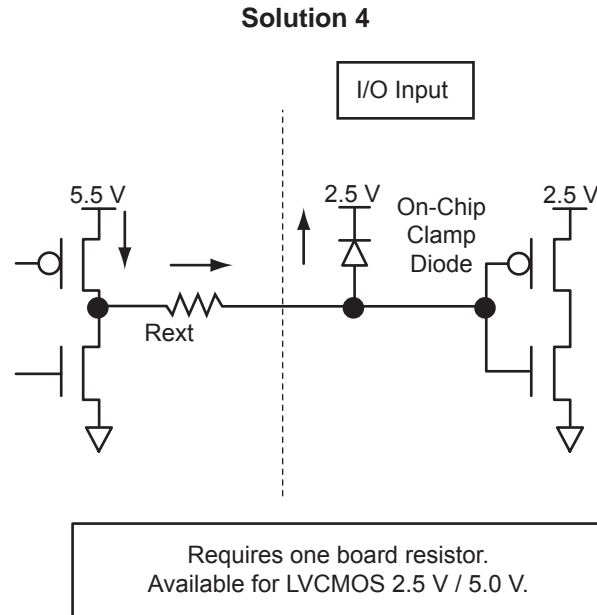 Solution 4
I/O Input
5.5 V
2.5 V
On-Chip
Clamp
Diode
2.5 V
Rext
Requires one board resistor.
Available for LVCMOS 2.5 V / 5.0 V.